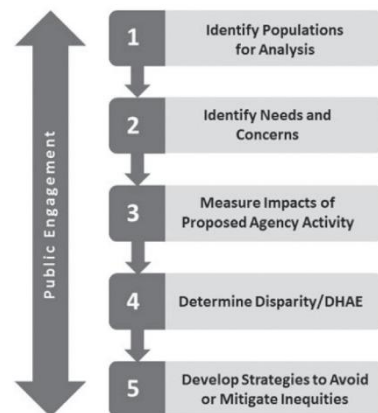 Public Engagement
1
Identify Populations
for Analysis
2
Identify Needs and
Concerns
3
Measure Impacts of
Proposed Agency Activity
4
Determine Disparity/DHAE
5
Develop Strategies to Avoid
or Mitigate Inequities